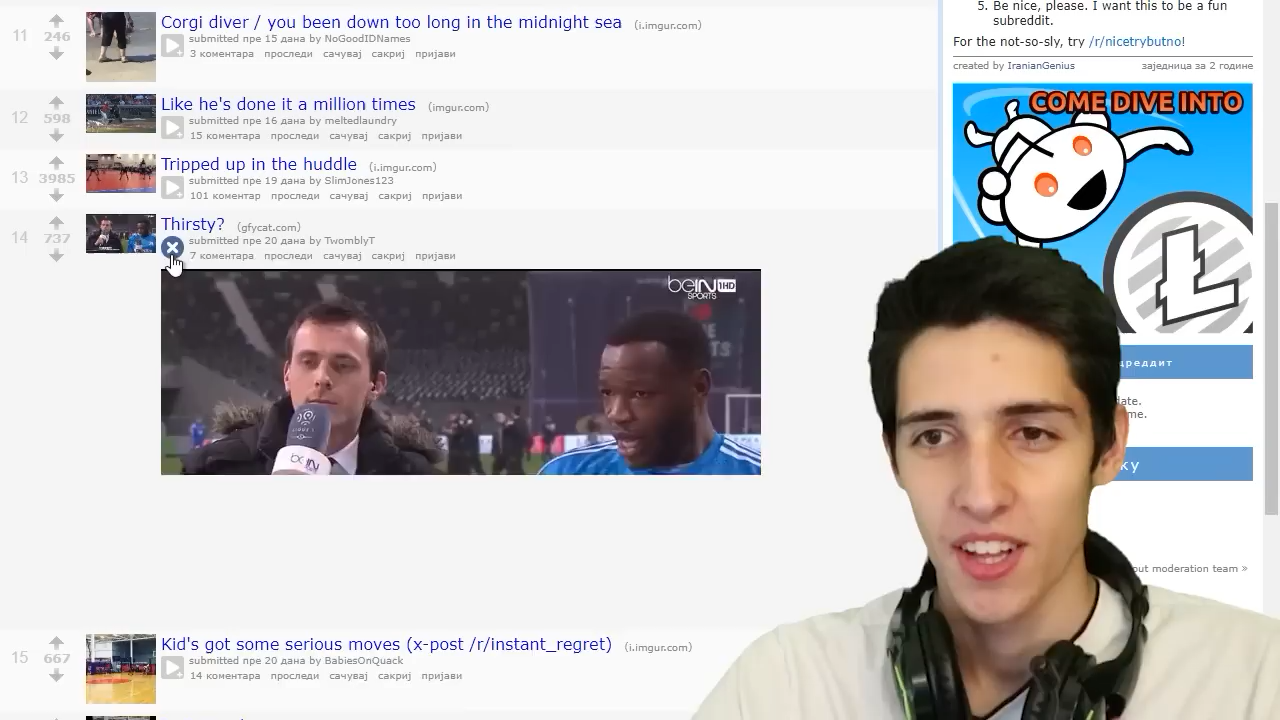 11
246
Corgi diver / you been down too long in the midnight sea (i.imgur.com)
submitted пре 15 дана by NoGoodIDNames
3 коментара проследи сачувај сакриј пријави
12
598
Like he's done it a million times (imgur.com)
submitted пре 16 дана by meltedlaundry
15 коментара проследи сачувај сакриј пријави
13
3985
Tripped up in the huddle (i.imgur.com)
submitted пре 19 дана by SlimJones123
101 коментар проследи сачувај сакриј пријави
14
737
Thirsty? (gfycat.com)
submitted пре 20 дана by TwomblyT
7 коментара проследи сачувај сакриј пријави
beIN 1HD
SPORTS
LIGUE 1
beIN
15
667
Kid's got some serious moves (x-post /r/instant_regret) (i.imgur.com)
submitted пре 20 дана by BabiesOnQuack
14 коментара проследи сачувај сакриј пријави
5. Be nice, please. I want this to be a fun
subreddit.
For the not-so-sly, try /r/nicetrybutno!
created by IranianGenius заједница за 2 године
COME DIVE INTO
moderation team »